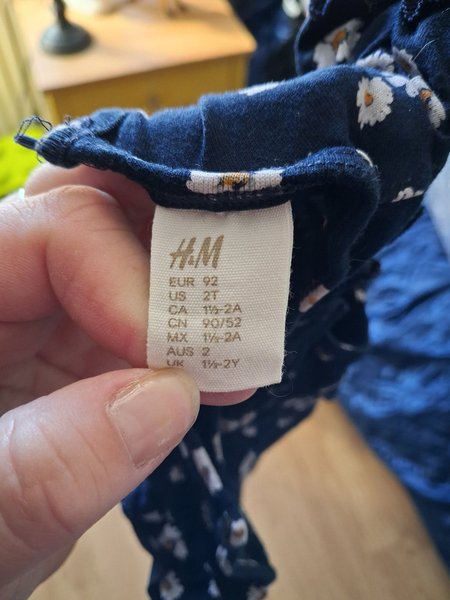 H&M
EUR 92
US 2T
CA 1½-2A
CN 90/52
MX 1½-2A
AUS 2
UK 1½-2Y